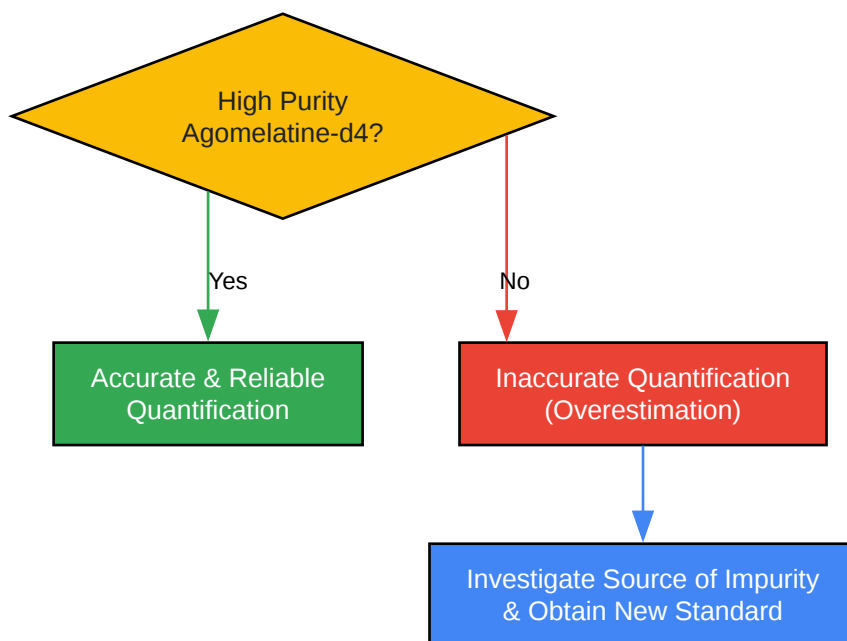 High Purity
Agomelatine-d4?
Yes
No
Accurate & Reliable
Quantification
Inaccurate Quantification
(Overestimation)
Investigate Source of Impurity
& Obtain New Standard